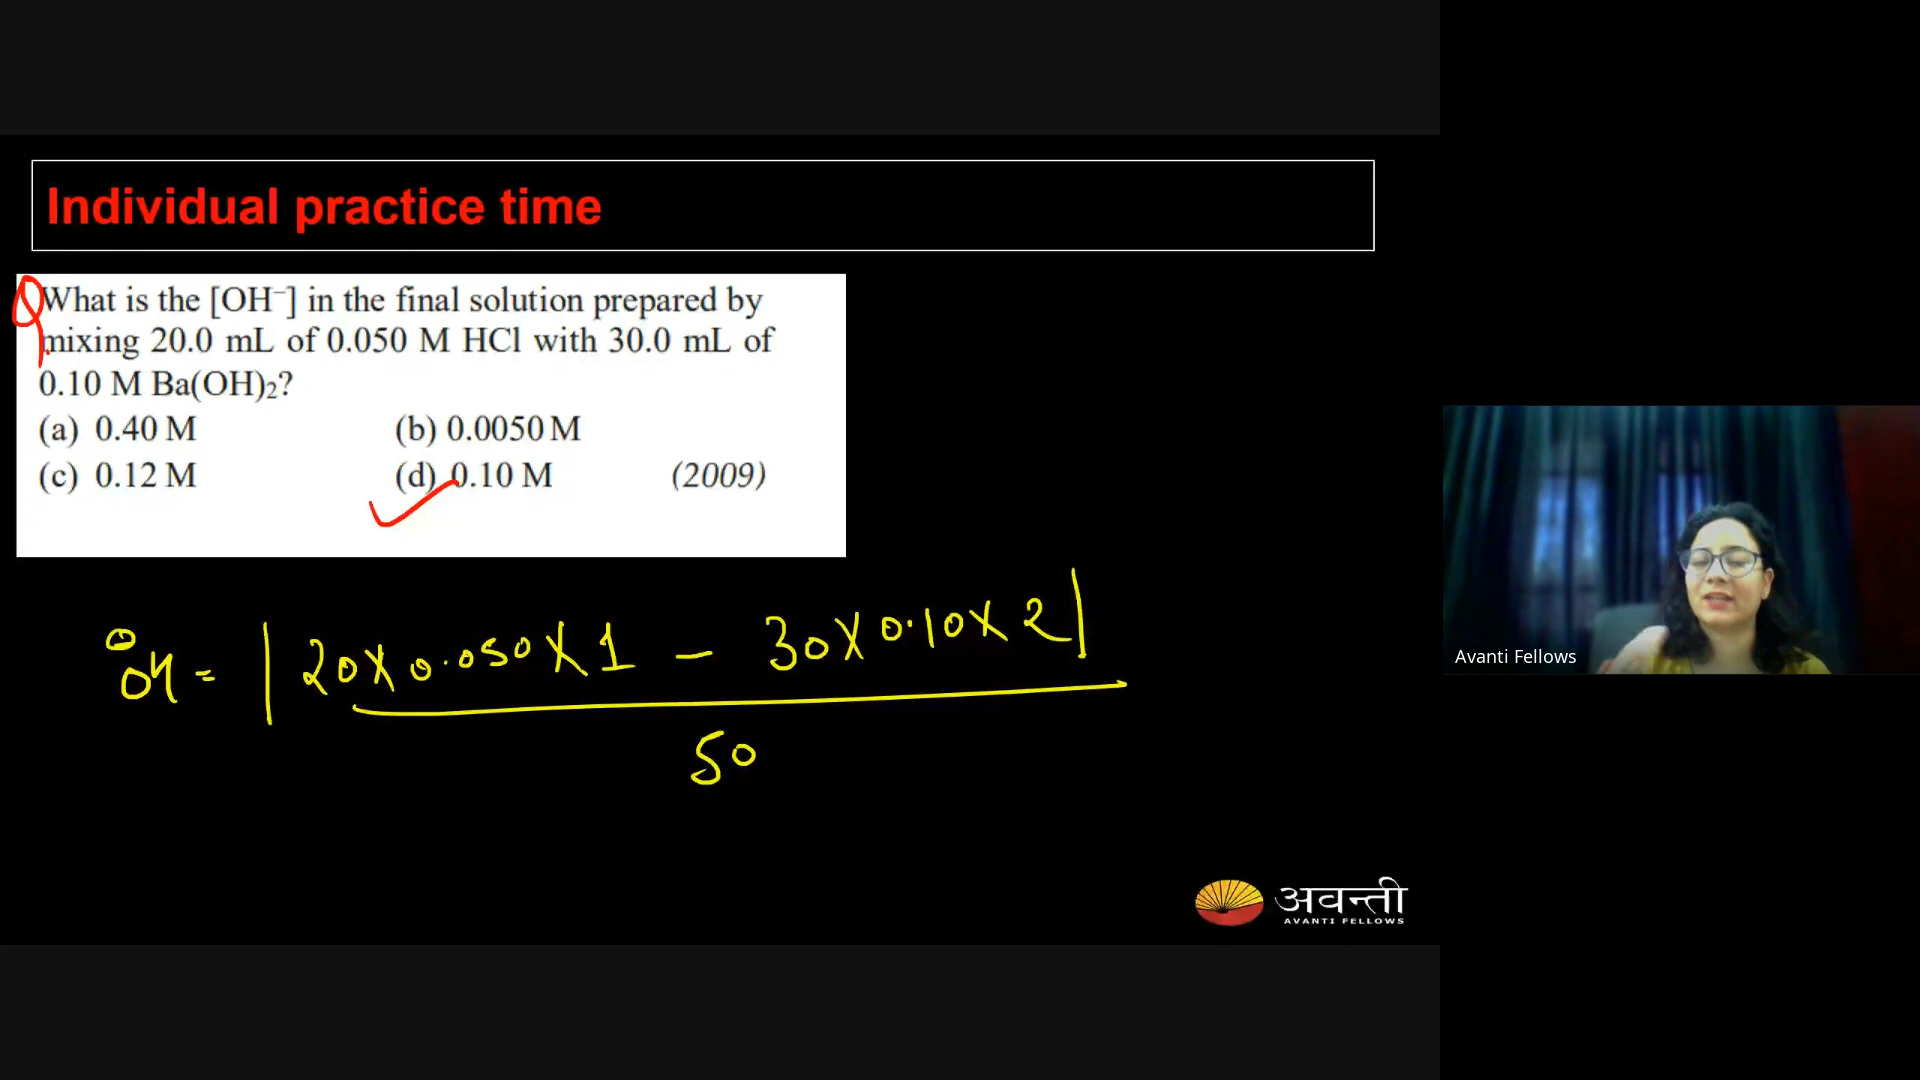 Individual practice time
Q
What is the [OH⁻] in the final solution prepared by
mixing 20.0 mL of 0.050 M HCl with 30.0 mL of
0.10 M Ba(OH)₂?
(a) 0.40 M (b) 0.0050 M
(c) 0.12 M (d) 0.10 M (2009)
⊖OH = | 20 X 0.050 X 1 − 30 X 0.10 X 2 |
50
Avanti Fellows
अवन्ती
AVANTI FELLOWS